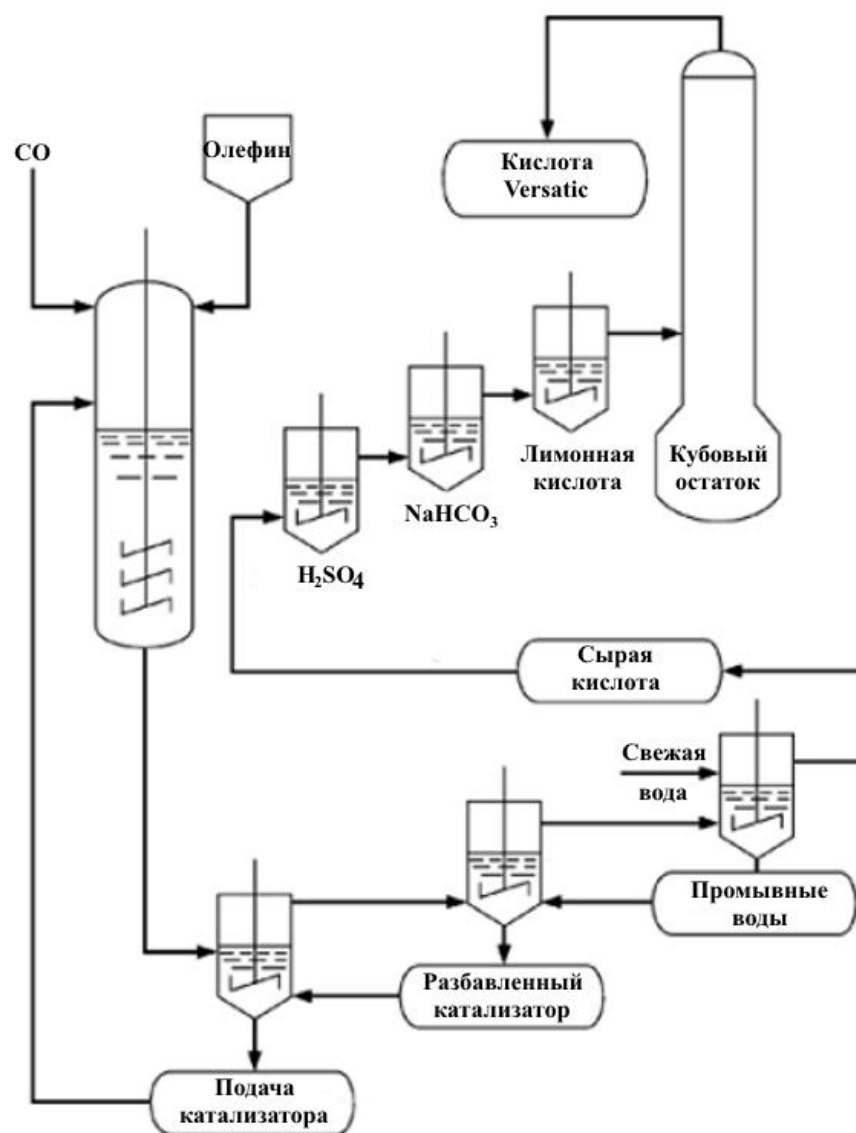 CO
Олефин
Кислота
Versatic
Лимонная
кислота
Кубовый
остаток
NaHCO₃
H₂SO₄
Сырая
кислота
Свежая
вода
Промывные
воды
Разбавленный
катализатор
Подача
катализатора